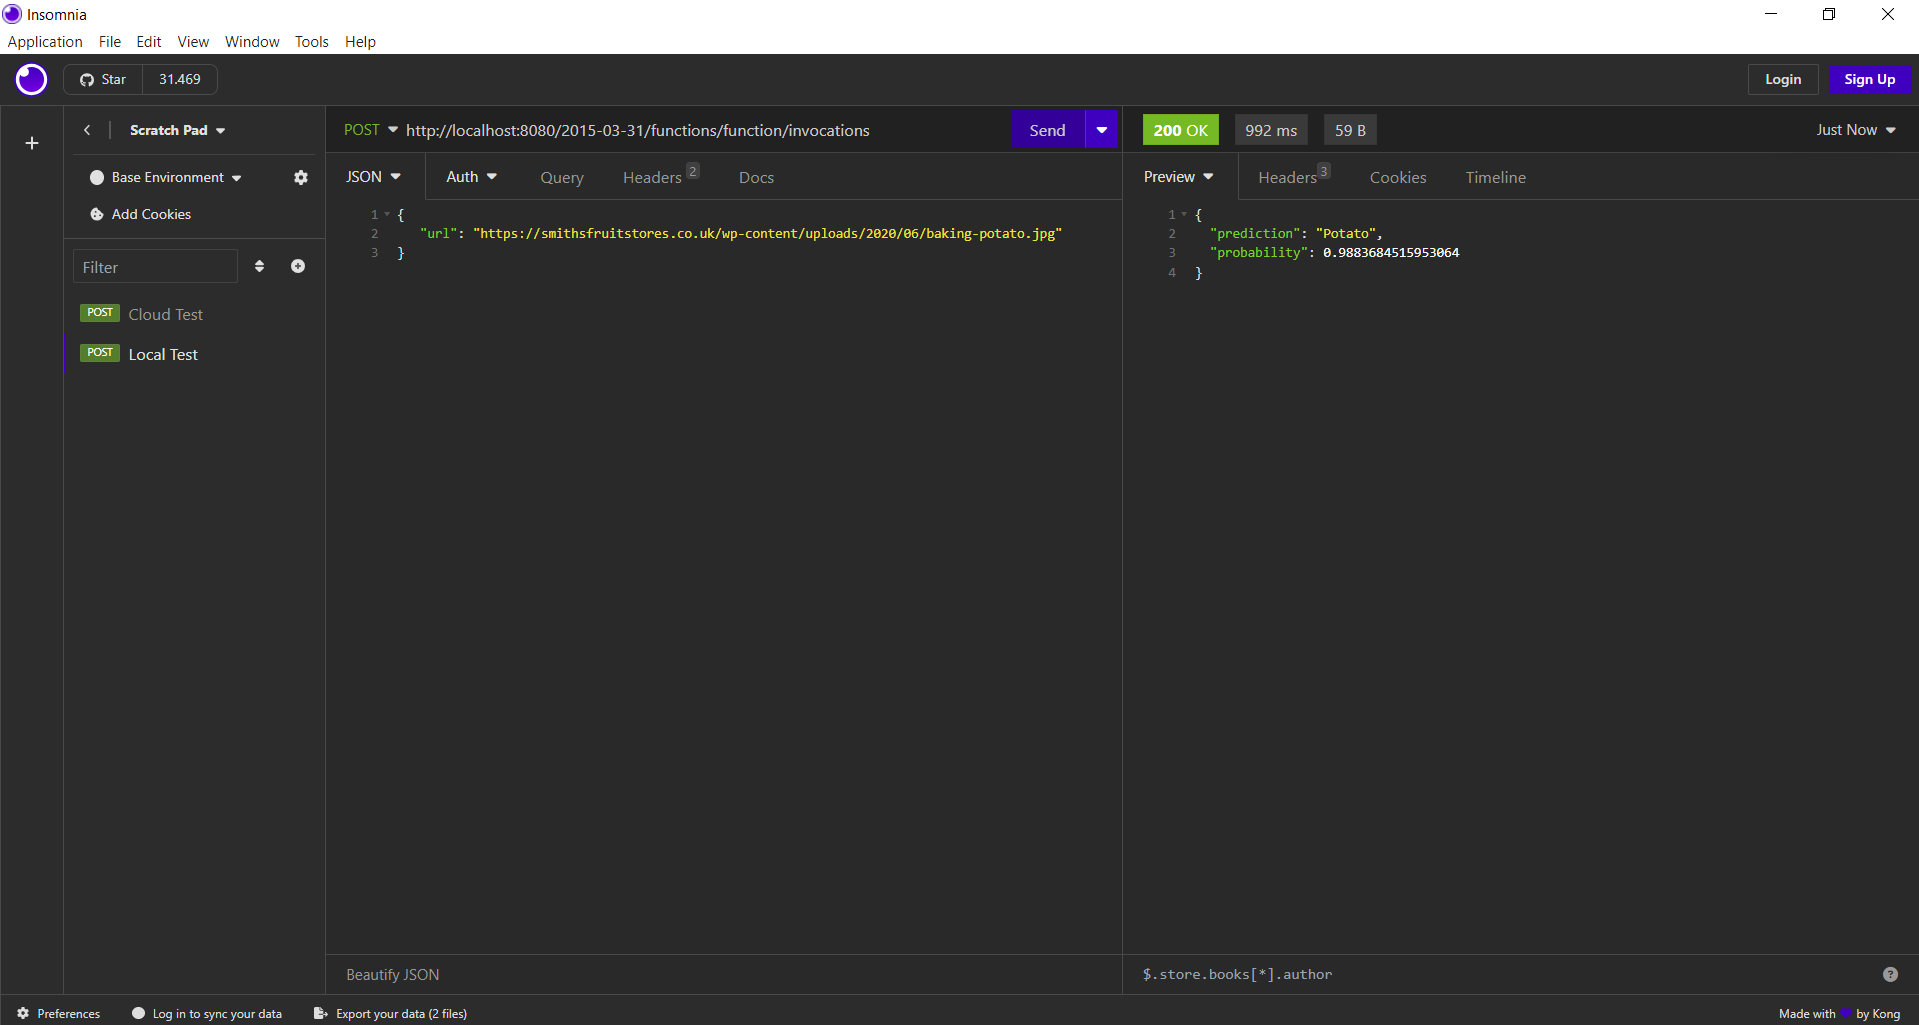 Insomnia
Application File Edit View Window Tools Help
Star 31.469
Login Sign Up
Scratch Pad
Base Environment
Add Cookies
Filter
POST Cloud Test
POST Local Test
POST http://localhost:8080/2015-03-31/functions/function/invocations
Send
JSON Auth Query Headers 2 Docs
1 {
2 "url": "https://smithsfruitstores.co.uk/wp-content/uploads/2020/06/baking-potato.jpg"
3 }
Beautify JSON
200 OK 992 ms 59 B
Just Now
Preview Headers 3 Cookies Timeline
1 {
2 "prediction": "Potato",
3 "probability": 0.9883684515953064
4 }
$.store.books[*].author
?
Preferences Log in to sync your data Export your data (2 files)
Made with by Kong